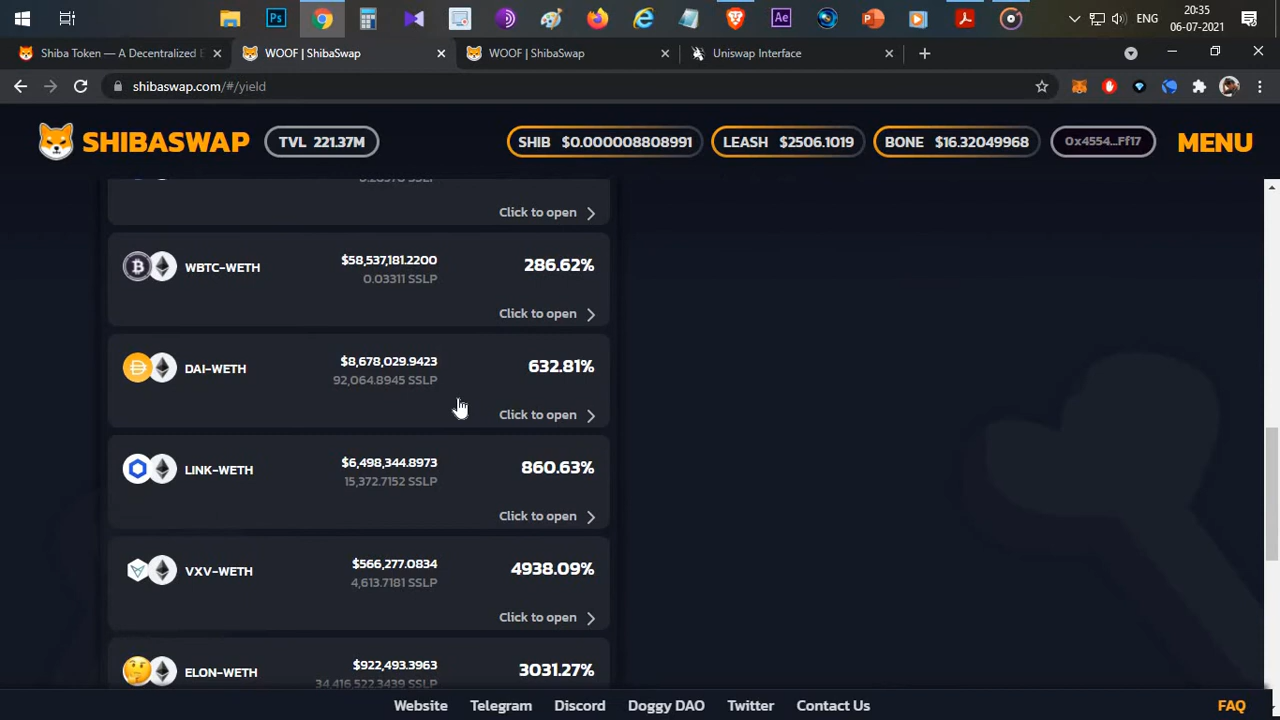 20:35
ENG
06-07-2021
Shiba Token — A Decentralized E
WOOF | ShibaSwap
WOOF | ShibaSwap
Uniswap Interface
shibaswap.com/#/yield
SHIBASWAP
TVL 221.37M
SHIB $0.000008808991
LEASH $2506.1019
BONE $16.32049968
0x4554...Ff17
MENU
Click to open
WBTC-WETH
$58,537,181.2200
0.03311 SSLP
286.62%
Click to open
DAI-WETH
$8,678,029.9423
92,064.8945 SSLP
632.81%
Click to open
LINK-WETH
$6,498,344.8973
15,372.7152 SSLP
860.63%
Click to open
VXV-WETH
$566,277.0834
4,613.7181 SSLP
4938.09%
Click to open
ELON-WETH
$922,493.3963
34,416,522.3439 SSLP
3031.27%
Website
Telegram
Discord
Doggy DAO
Twitter
Contact Us
FAQ